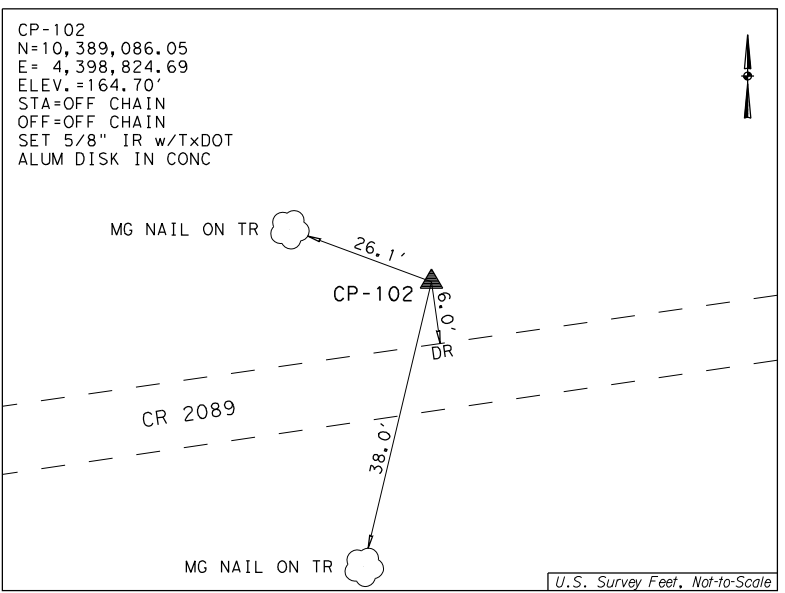 CP-102
N=10,389,086.05
E= 4,398,824.69
ELEV.=164.70'
STA=OFF CHAIN
OFF=OFF CHAIN
SET 5/8" IR w/TxDOT
ALUM DISK IN CONC
MG NAIL ON TR
26.1'
CP-102
6.0'
DR
CR 2089
38.0'
MG NAIL ON TR
U.S. Survey Feet, Not-to-Scale